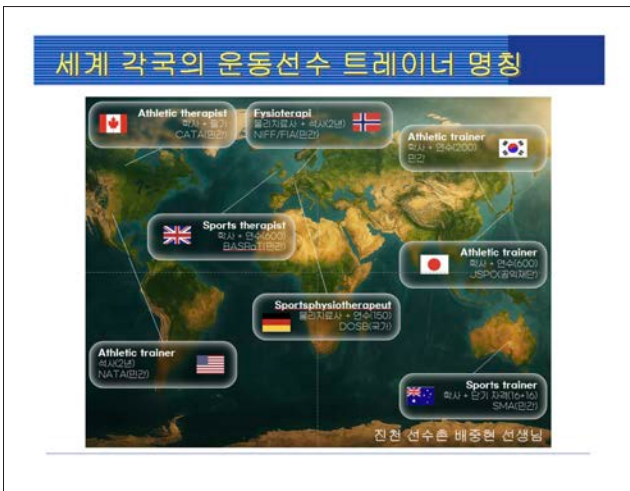 세계 각국의 운동선수 트레이너 명칭
Athletic therapist
학사 + 필기
CATA(민간)
Fysioterapi
물리치료사 + 석사(2년)
NIFF/FIA(민간)
Athletic trainer
학사 + 연수(200)
민간
Sports therapist
학사 + 연수(600)
BASRaT(민간)
Athletic trainer
학사 + 연수(600)
JSPO(공익재단)
Sportsphysiotherapeut
물리치료사 + 연수(150)
DOSB(국가)
Athletic trainer
석사(2년)
NATA(민간)
Sports trainer
학사 + 단기 자격(16+16)
SMA(민간)
진천 선수촌 배중현 선생님